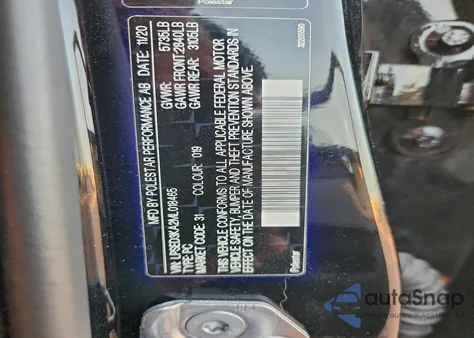 Polestar
MFD BY POLESTAR PERFORMANCE AB DATE: 11/20
GVWR: 5735LB
GAWR FRONT: 2840LB
GAWR REAR: 3105LB
VIN: LPSED3KA2ML018465
TYPE: PC
MARKET CODE: 31 COLOUR: 019
THIS VEHICLE CONFORMS TO ALL APPLICABLE FEDERAL MOTOR
VEHICLE SAFETY, BUMPER AND THEFT PREVENTION STANDARDS IN
EFFECT ON THE DATE OF MANUFACTURE SHOWN ABOVE.
32205590
Polestar
autoSnap